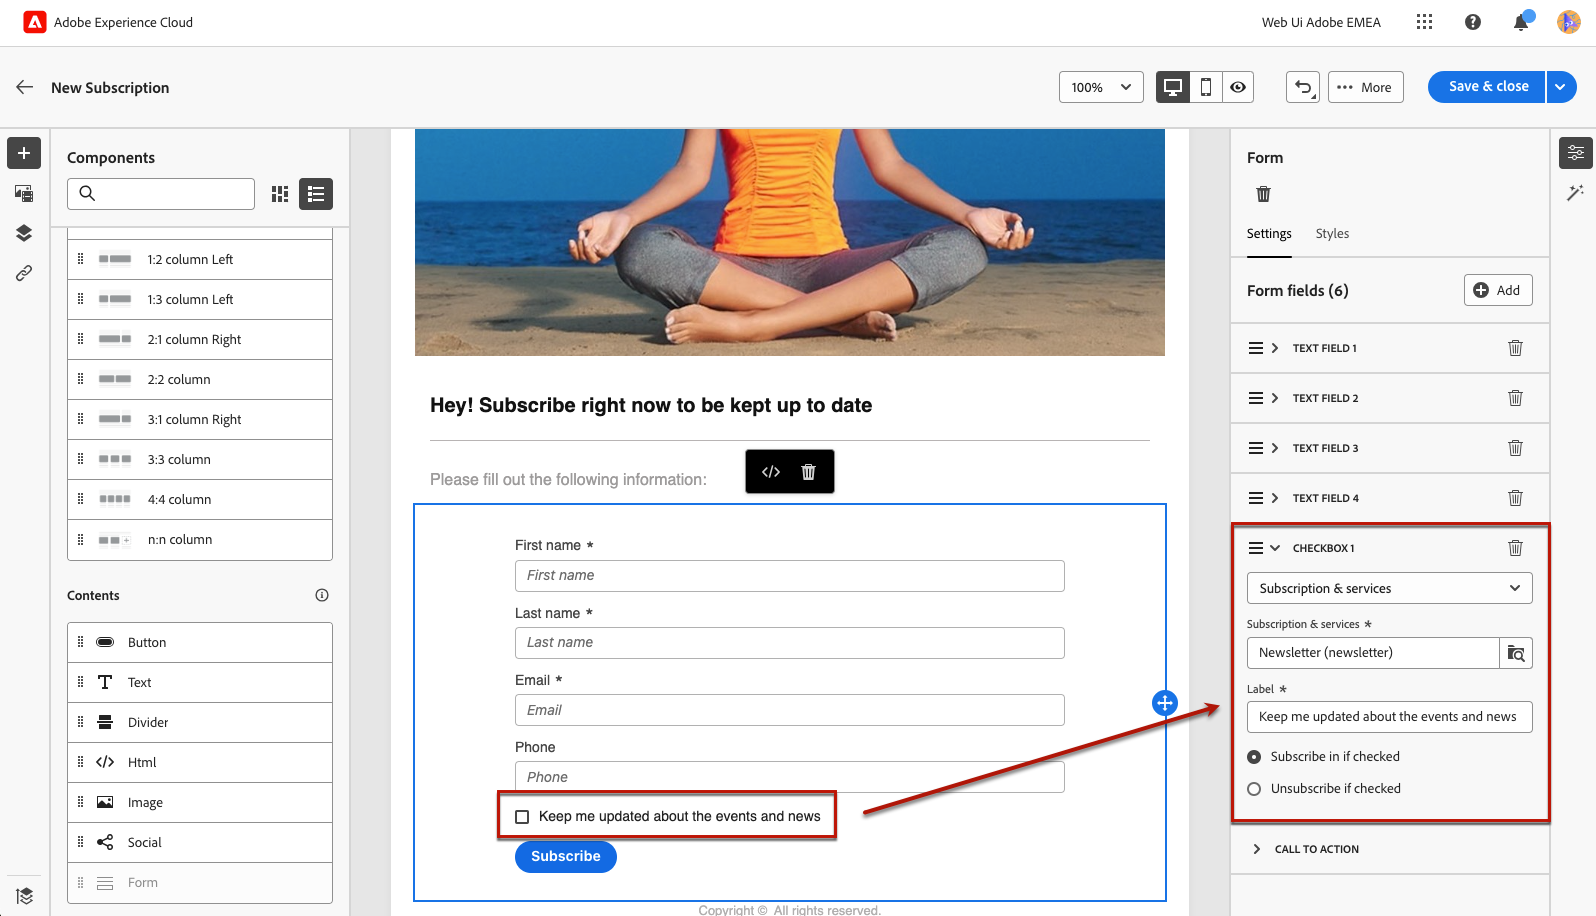 Adobe Experience Cloud
Web Ui Adobe EMEA
New Subscription
100%
More
Save & close
Components
1:2 column Left
1:3 column Left
2:1 column Right
2:2 column
3:1 column Right
3:3 column
4:4 column
n:n column
Contents
Button
Text
Divider
Html
Image
Social
Form
Hey! Subscribe right now to be kept up to date
Please fill out the following information:
First name *
First name
Last name *
Last name
Email *
Email
Phone
Phone
Keep me updated about the events and news
Subscribe
Copyright © All rights reserved.
Form
Settings Styles
Form fields (6)
Add
TEXT FIELD 1
TEXT FIELD 2
TEXT FIELD 3
TEXT FIELD 4
CHECKBOX 1
Subscription & services
Subscription & services *
Newsletter (newsletter)
Label *
Keep me updated about the events and news
Subscribe in if checked
Unsubscribe if checked
CALL TO ACTION